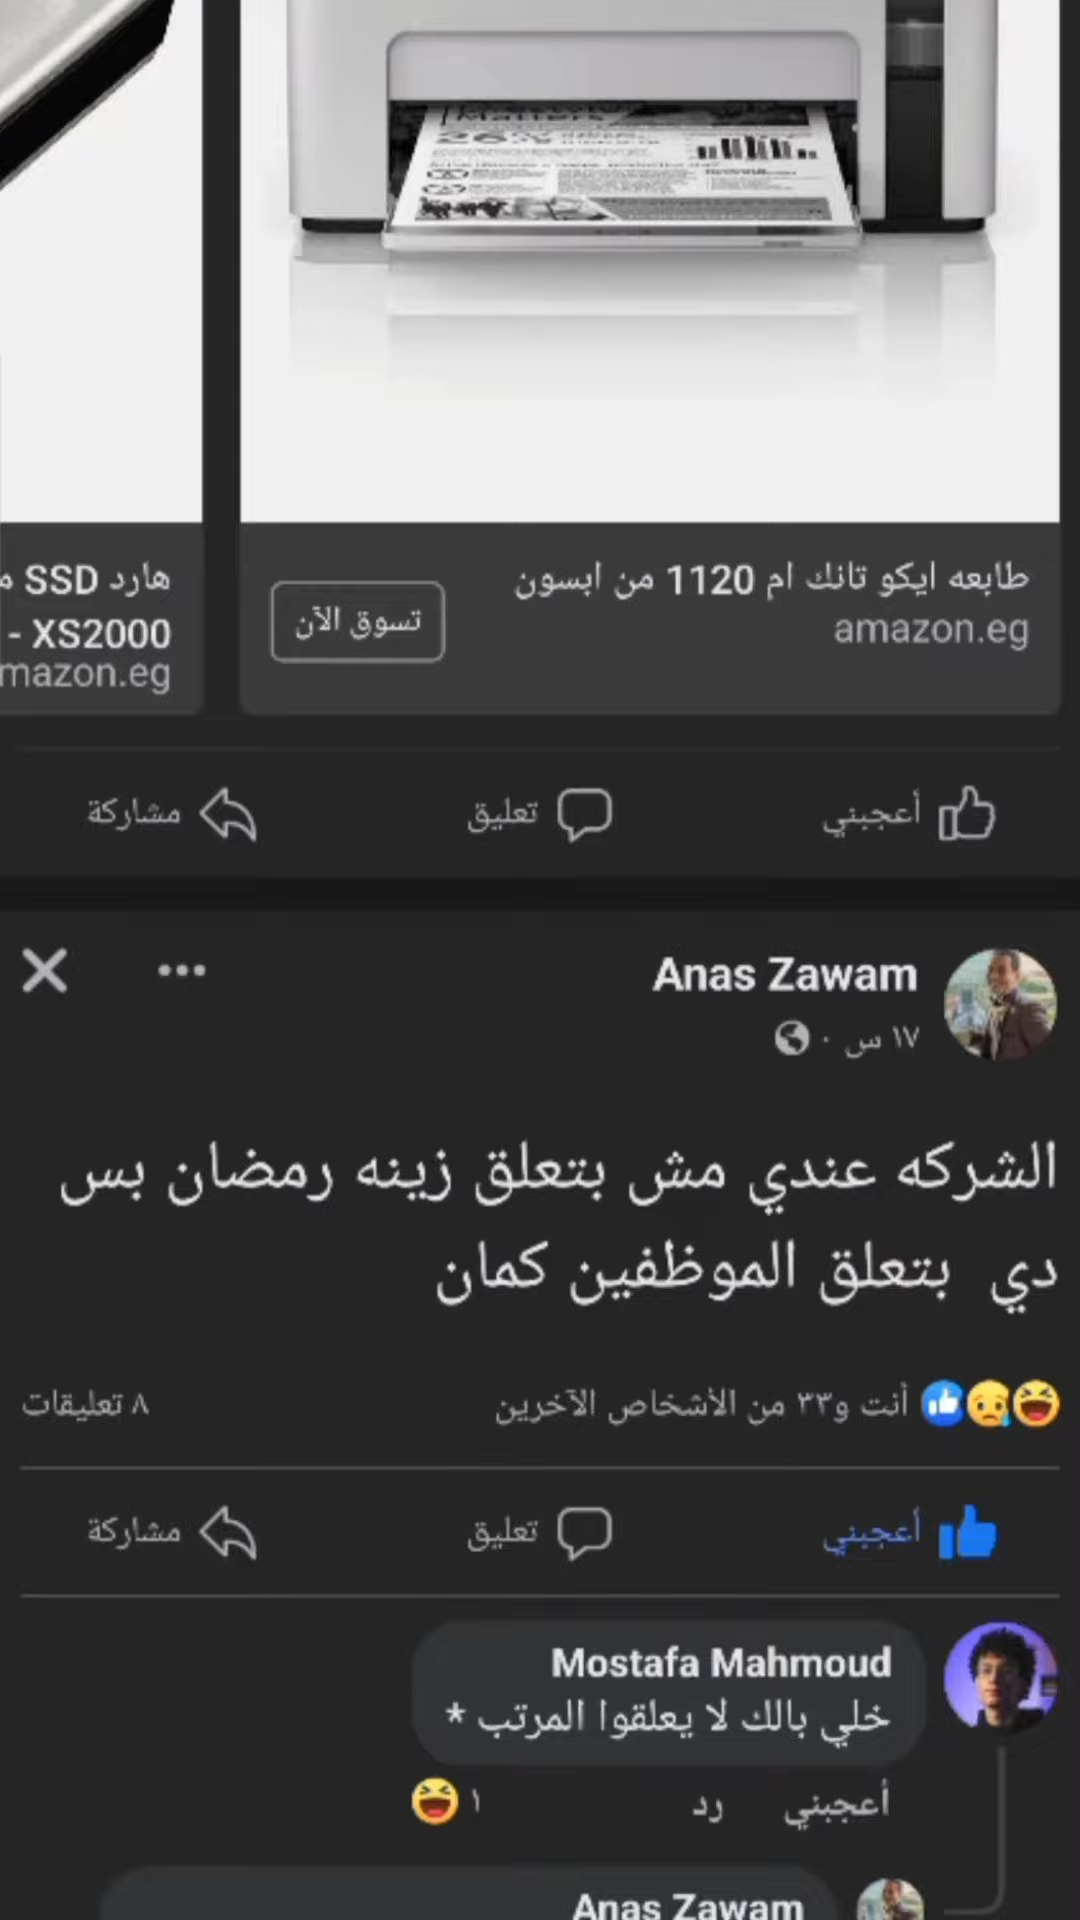 Matters
طابعه ايكو تانك ام 1120 من ابسون
amazon.eg
تسوق الآن
هارد SSD
XS2000 -
mazon.eg
أعجبني
تعليق
مشاركة
Anas Zawam
١٧ س ·
الشركه عندي مش بتعلق زينه رمضان بس
دي بتعلق الموظفين كمان
أنت و٣٣ من الأشخاص الآخرين
٨ تعليقات
أعجبني
تعليق
مشاركة
Mostafa Mahmoud
خلي بالك لا يعلقوا المرتب *
أعجبني رد ١
Anas Zawam